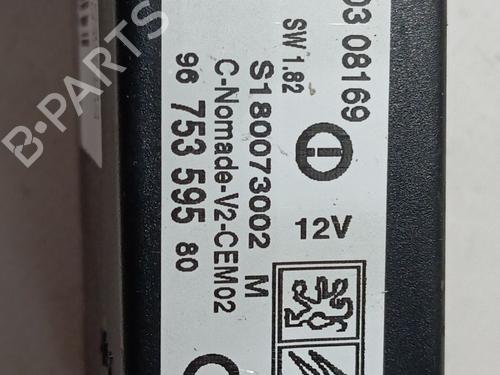 03 08169
SW 1.82
S180073002 M
C-Nomade-V2-CEM02
96 753 595 80
12V
B-PARTS